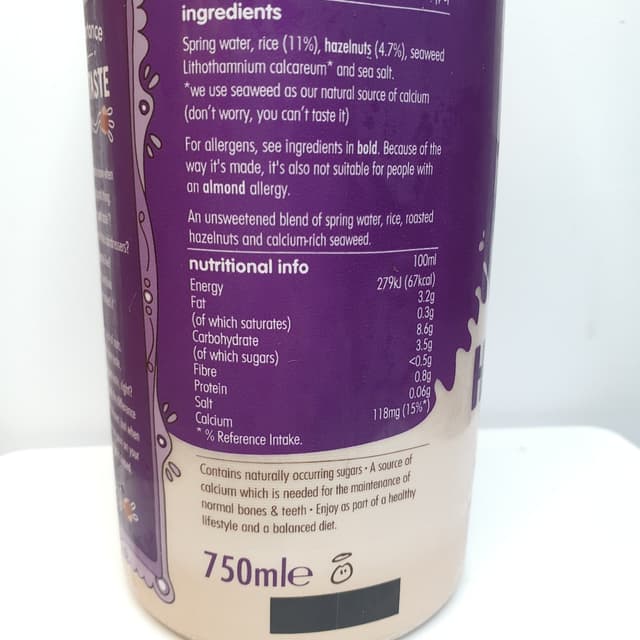 ingredients
Spring water, rice (11%), hazelnuts (4.7%), seaweed
Lithothamnium calcareum* and sea salt.
*we use seaweed as our natural source of calcium
(don't worry, you can't taste it)
For allergens, see ingredients in bold. Because of the
way it's made, it's also not suitable for people with
an almond allergy.
An unsweetened blend of spring water, rice, roasted
hazelnuts and calcium-rich seaweed.
nutritional info 100ml
Energy 279kJ (67kcal)
Fat 3.2g
(of which saturates) 0.3g
Carbohydrate 8.6g
(of which sugars) 3.5g
Fibre <0.5g
Protein 0.8g
Salt 0.06g
Calcium 118mg (15%*)
* % Reference Intake.
Contains naturally occurring sugars • A source of
calcium which is needed for the maintenance of
normal bones & teeth • Enjoy as part of a healthy
lifestyle and a balanced diet.
750ml℮